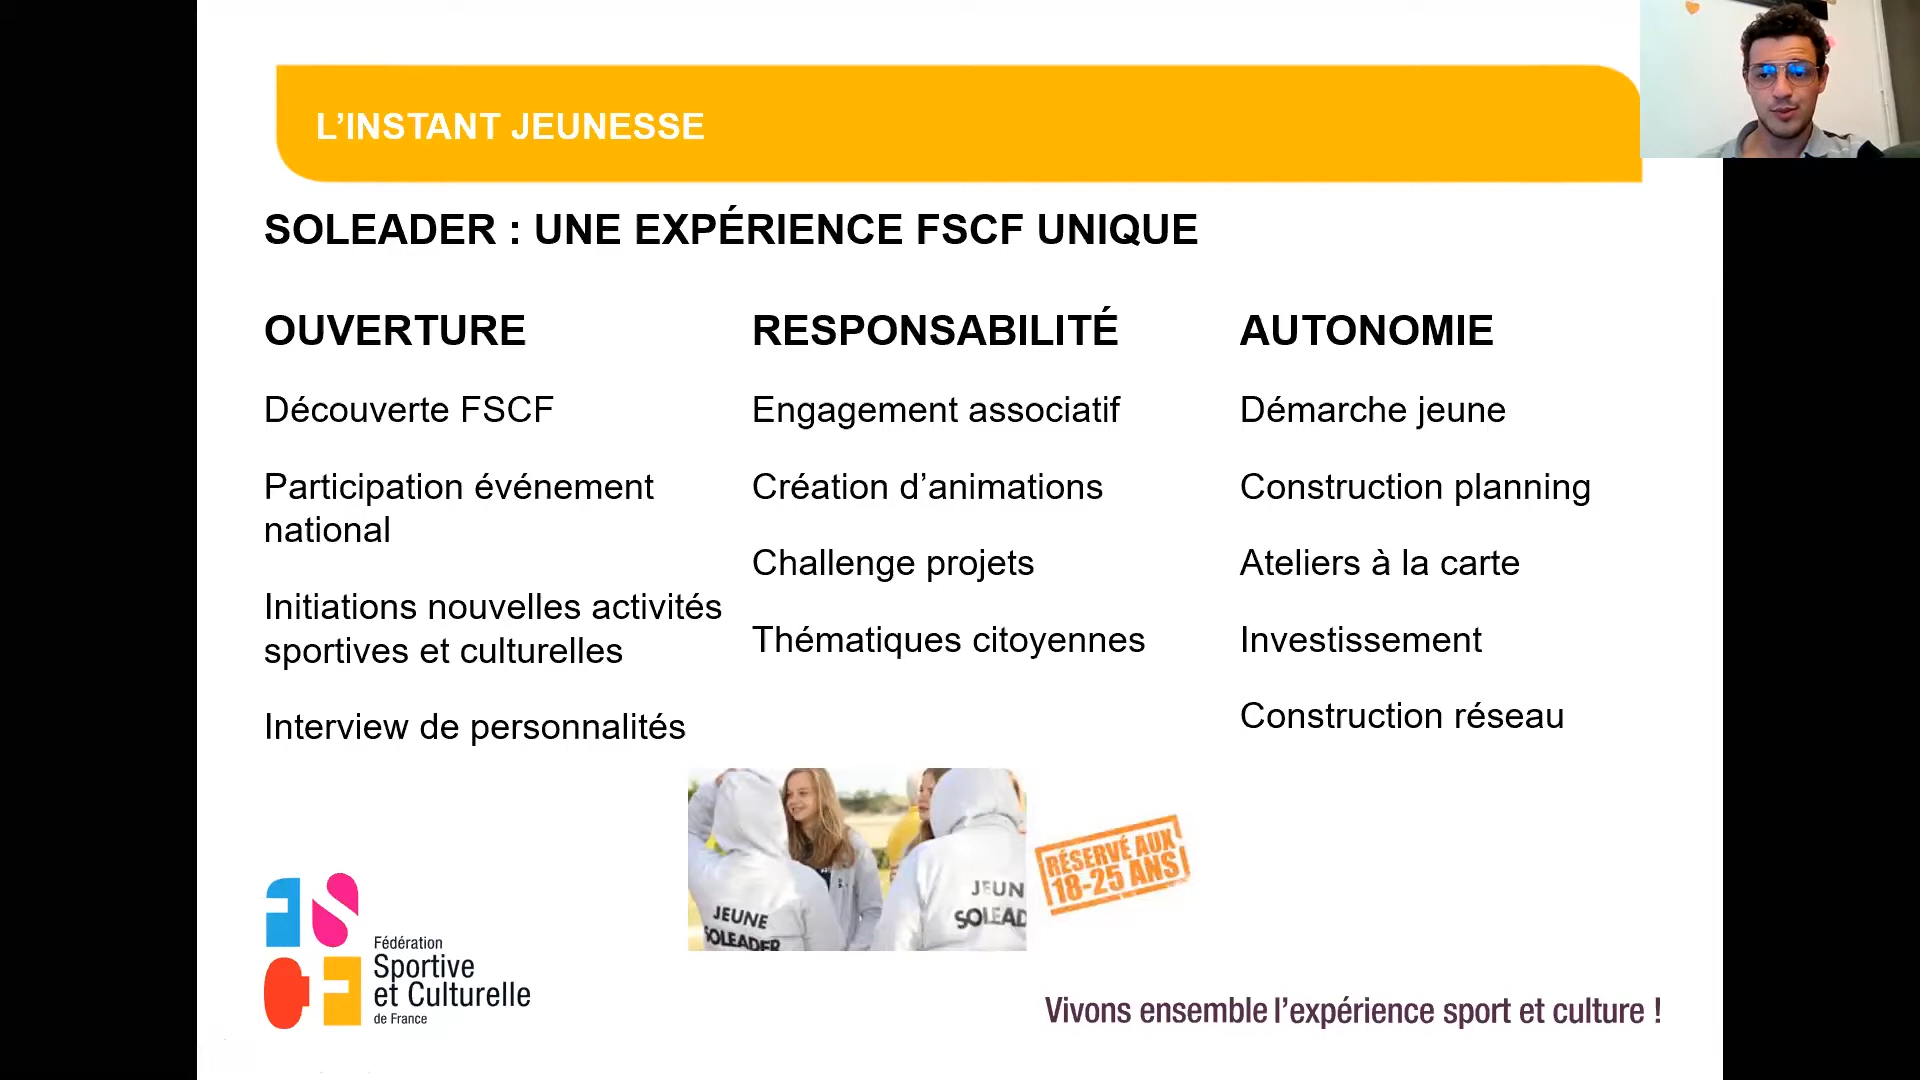 L’INSTANT JEUNESSE
SOLEADER : UNE EXPÉRIENCE FSCF UNIQUE
OUVERTURE
Découverte FSCF
Participation événement
national
Initiations nouvelles activités
sportives et culturelles
Interview de personnalités
RESPONSABILITÉ
Engagement associatif
Création d’animations
Challenge projets
Thématiques citoyennes
AUTONOMIE
Démarche jeune
Construction planning
Ateliers à la carte
Investissement
Construction réseau
JEUNE
SOLEADER
JEUN
SOLEAD
RÉSERVÉ AUX
18-25 ANS
FS
CF
Fédération
Sportive
et Culturelle
de France
Vivons ensemble l’expérience sport et culture !